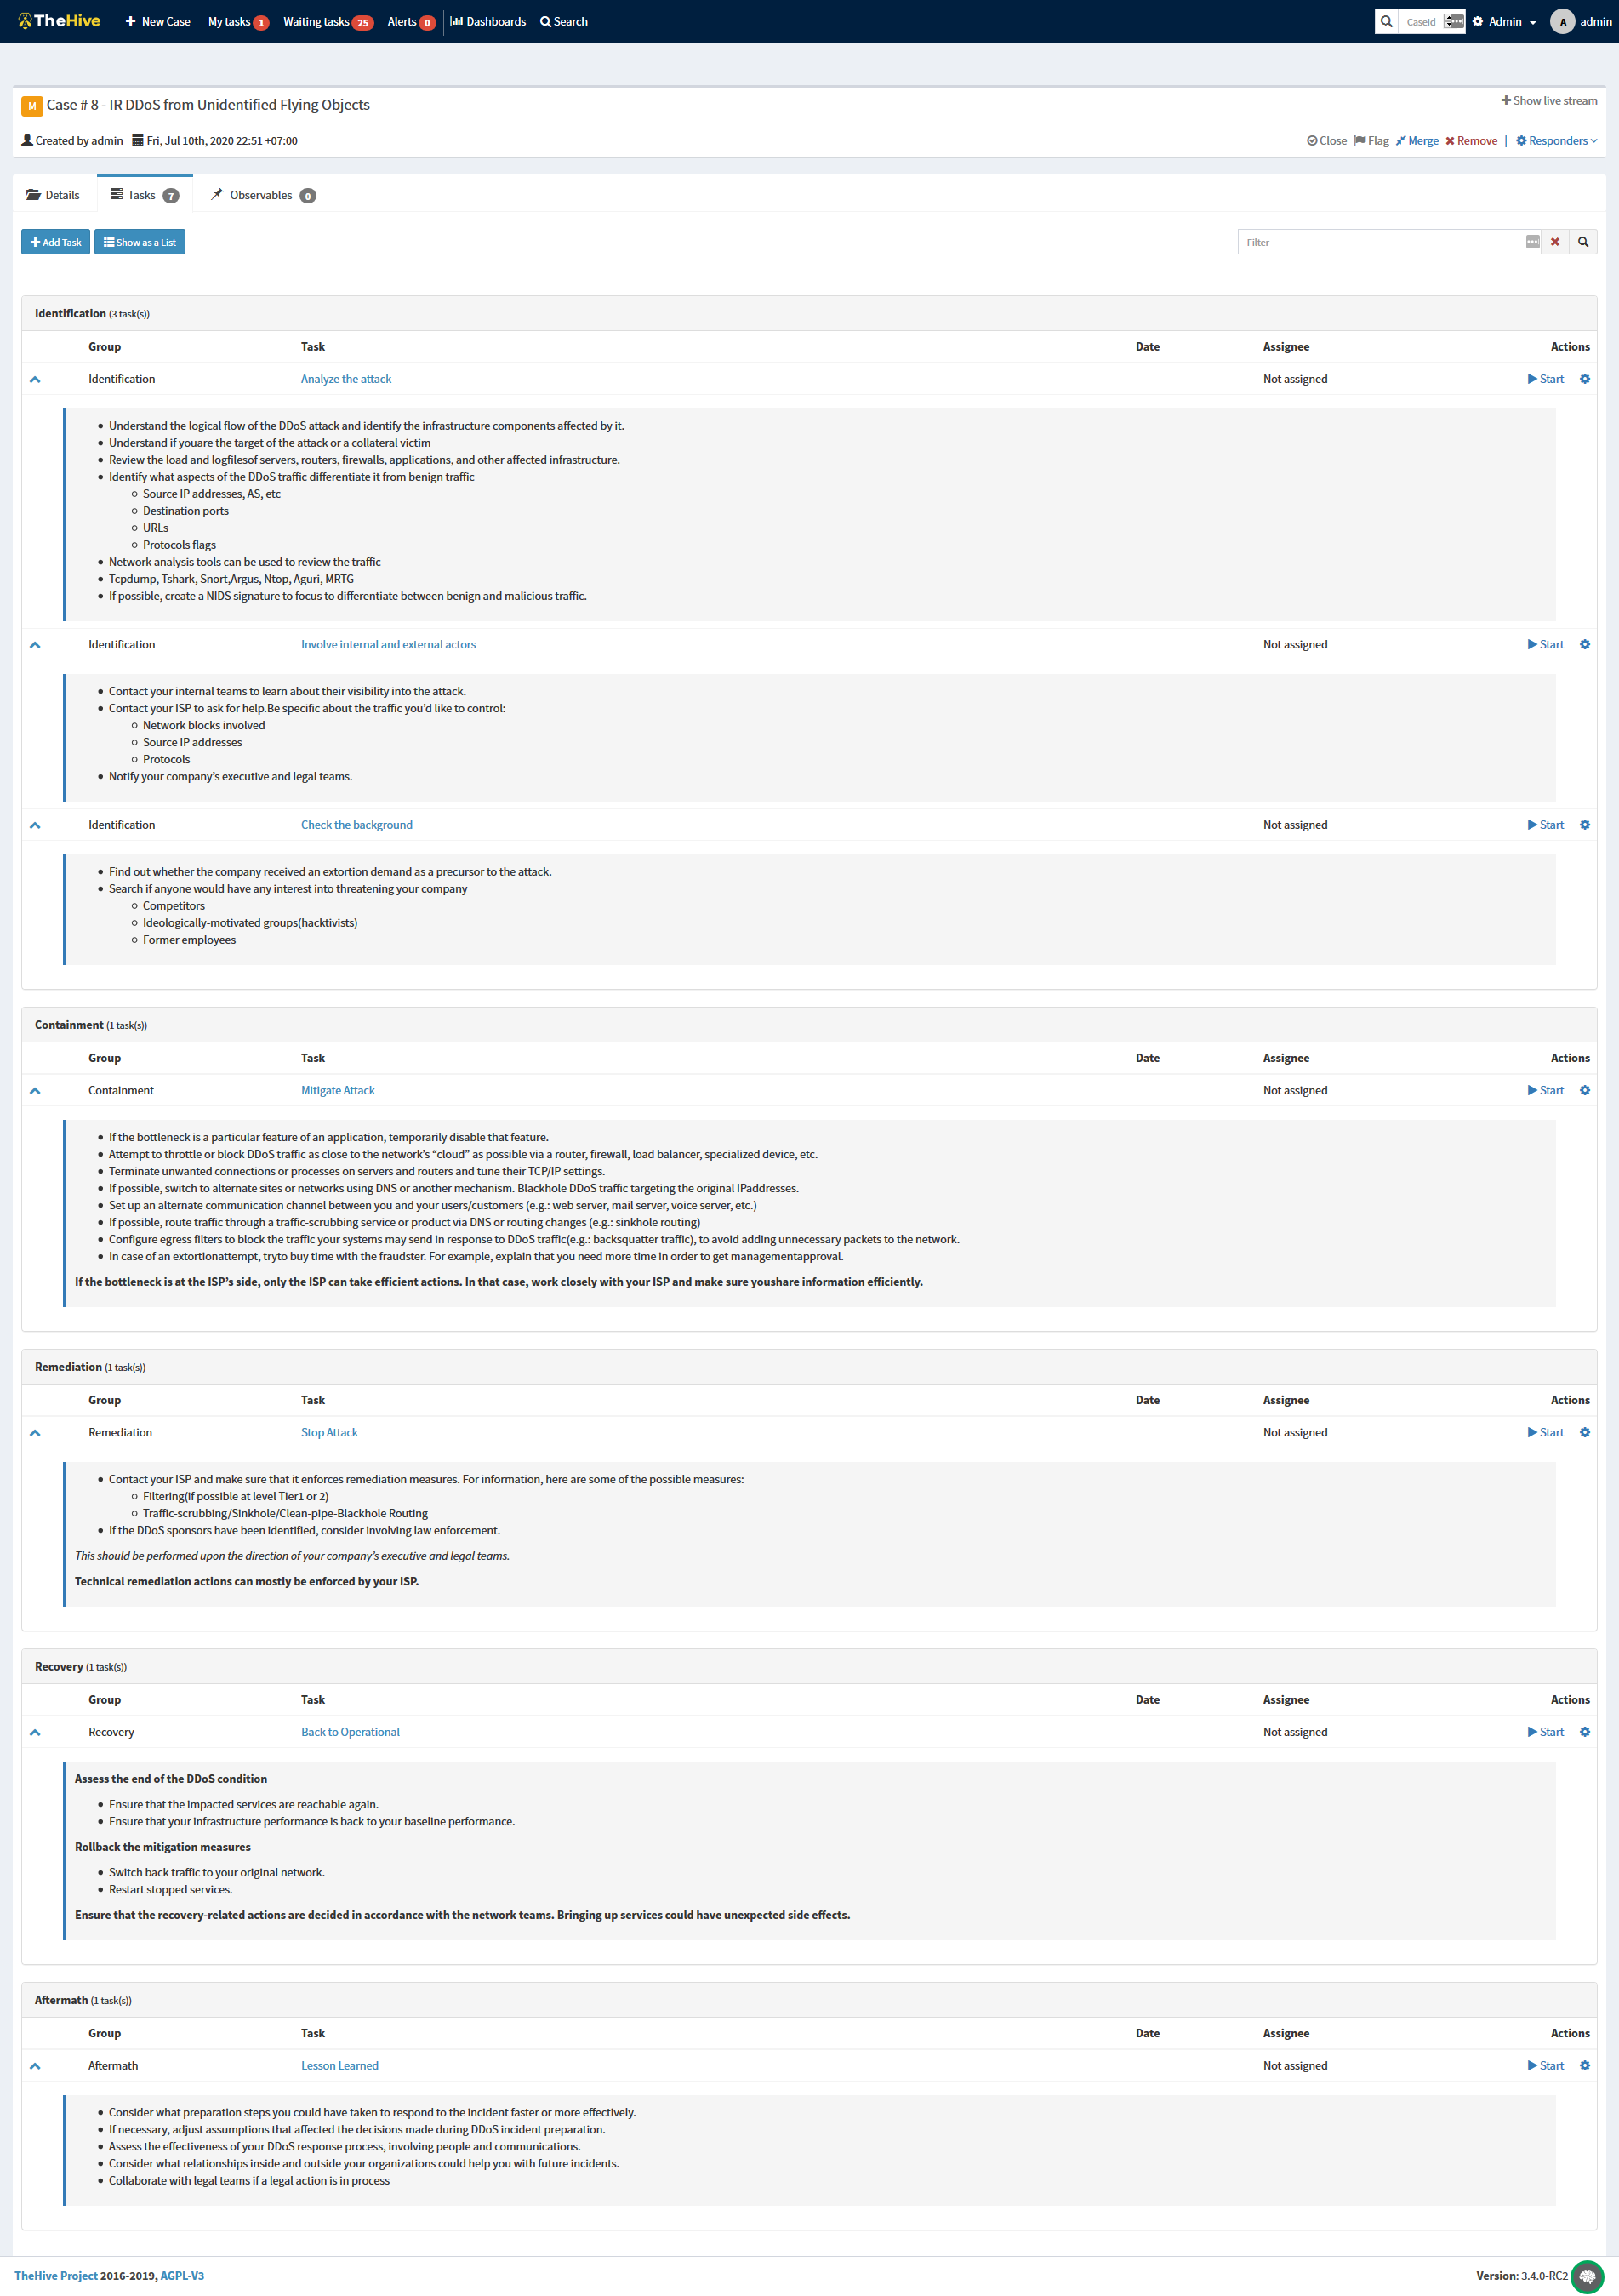 TheHive + New Case My tasks 1 Waiting tasks 25 Alerts 0 Dashboards Search CaseId Admin A admin
M Case # 8 - IR DDoS from Unidentified Flying Objects + Show live stream
Created by admin Fri, Jul 10th, 2020 22:51 +07:00 Close Flag Merge Remove | Responders
Details Tasks 7 Observables 0
+ Add Task Show as a List Filter
Identification (3 task(s))
Group Task Date Assignee Actions
Identification Analyze the attack Not assigned Start
• Understand the logical flow of the DDoS attack and identify the infrastructure components affected by it.
• Understand if youare the target of the attack or a collateral victim
• Review the load and logfilesof servers, routers, firewalls, applications, and other affected infrastructure.
• Identify what aspects of the DDoS traffic differentiate it from benign traffic
○ Source IP addresses, AS, etc
○ Destination ports
○ URLs
○ Protocols flags
• Network analysis tools can be used to review the traffic
• Tcpdump, Tshark, Snort,Argus, Ntop, Aguri, MRTG
• If possible, create a NIDS signature to focus to differentiate between benign and malicious traffic.
Identification Involve internal and external actors Not assigned Start
• Contact your internal teams to learn about their visibility into the attack.
• Contact your ISP to ask for help.Be specific about the traffic you’d like to control:
○ Network blocks involved
○ Source IP addresses
○ Protocols
• Notify your company’s executive and legal teams.
Identification Check the background Not assigned Start
• Find out whether the company received an extortion demand as a precursor to the attack.
• Search if anyone would have any interest into threatening your company
○ Competitors
○ Ideologically-motivated groups(hacktivists)
○ Former employees
Containment (1 task(s))
Group Task Date Assignee Actions
Containment Mitigate Attack Not assigned Start
• If the bottleneck is a particular feature of an application, temporarily disable that feature.
• Attempt to throttle or block DDoS traffic as close to the network’s “cloud” as possible via a router, firewall, load balancer, specialized device, etc.
• Terminate unwanted connections or processes on servers and routers and tune their TCP/IP settings.
• If possible, switch to alternate sites or networks using DNS or another mechanism. Blackhole DDoS traffic targeting the original IPaddresses.
• Set up an alternate communication channel between you and your users/customers (e.g.: web server, mail server, voice server, etc.)
• If possible, route traffic through a traffic-scrubbing service or product via DNS or routing changes (e.g.: sinkhole routing)
• Configure egress filters to block the traffic your systems may send in response to DDoS traffic(e.g.: backsquatter traffic), to avoid adding unnecessary packets to the network.
• In case of an extortionattempt, tryto buy time with the fraudster. For example, explain that you need more time in order to get managementapproval.
If the bottleneck is at the ISP’s side, only the ISP can take efficient actions. In that case, work closely with your ISP and make sure youshare information efficiently.
Remediation (1 task(s))
Group Task Date Assignee Actions
Remediation Stop Attack Not assigned Start
• Contact your ISP and make sure that it enforces remediation measures. For information, here are some of the possible measures:
○ Filtering(if possible at level Tier1 or 2)
○ Traffic-scrubbing/Sinkhole/Clean-pipe-Blackhole Routing
• If the DDoS sponsors have been identified, consider involving law enforcement.
This should be performed upon the direction of your company’s executive and legal teams.
Technical remediation actions can mostly be enforced by your ISP.
Recovery (1 task(s))
Group Task Date Assignee Actions
Recovery Back to Operational Not assigned Start
Assess the end of the DDoS condition
• Ensure that the impacted services are reachable again.
• Ensure that your infrastructure performance is back to your baseline performance.
Rollback the mitigation measures
• Switch back traffic to your original network.
• Restart stopped services.
Ensure that the recovery-related actions are decided in accordance with the network teams. Bringing up services could have unexpected side effects.
Aftermath (1 task(s))
Group Task Date Assignee Actions
Aftermath Lesson Learned Not assigned Start
• Consider what preparation steps you could have taken to respond to the incident faster or more effectively.
• If necessary, adjust assumptions that affected the decisions made during DDoS incident preparation.
• Assess the effectiveness of your DDoS response process, involving people and communications.
• Consider what relationships inside and outside your organizations could help you with future incidents.
• Collaborate with legal teams if a legal action is in process
TheHive Project 2016-2019, AGPL-V3 Version: 3.4.0-RC2